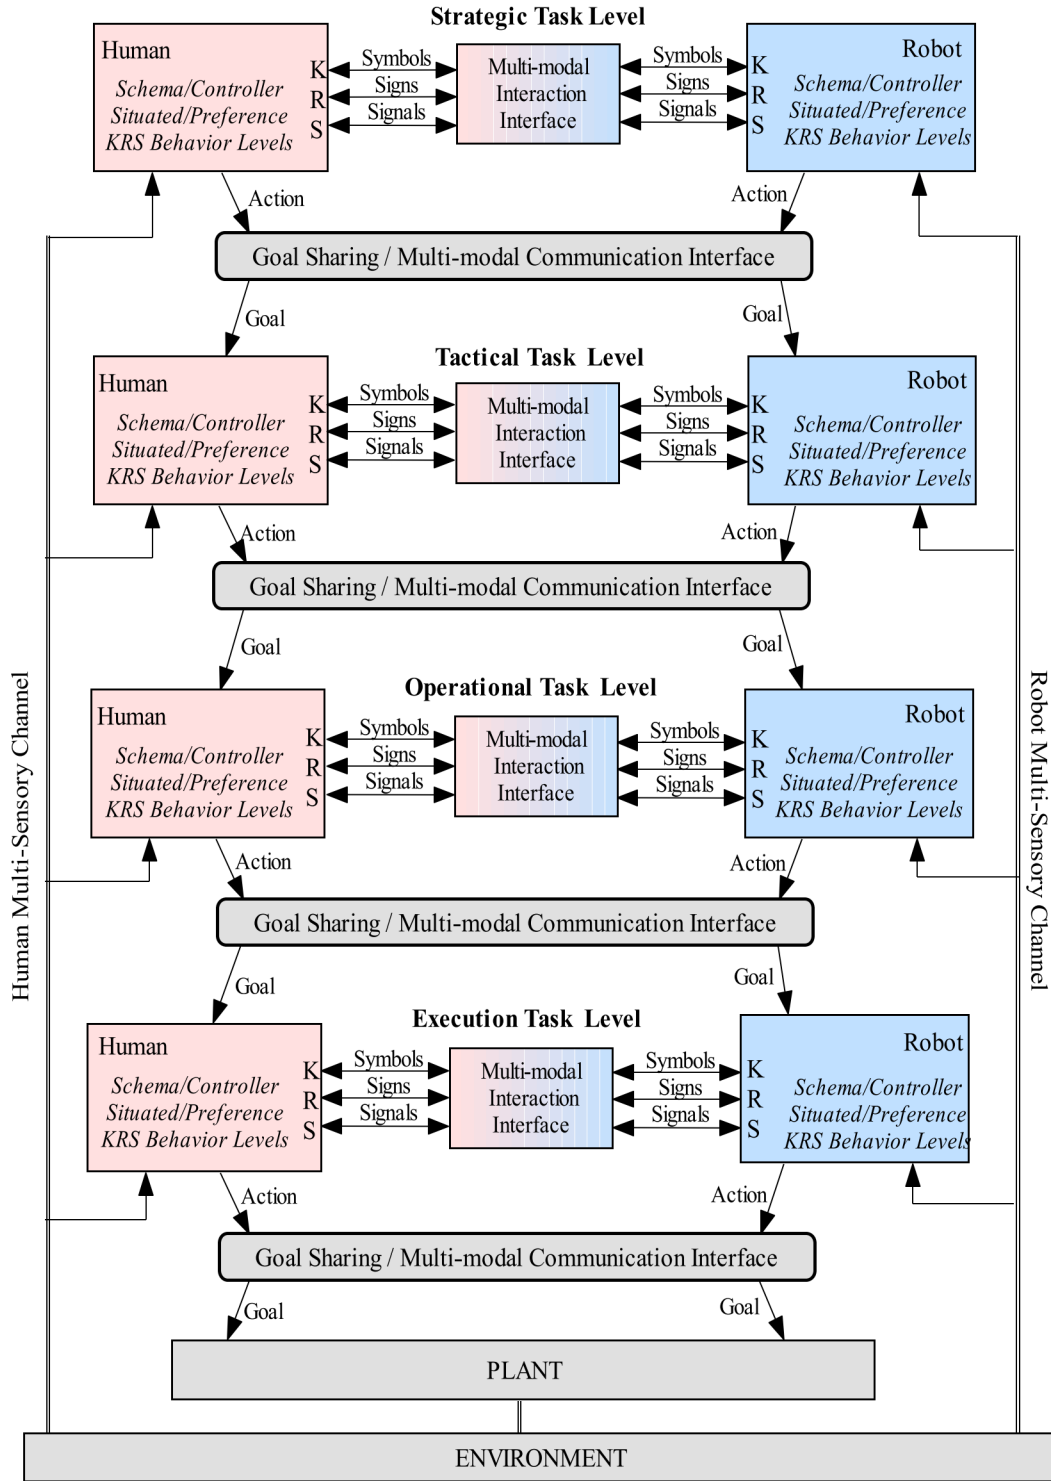 Strategic Task Level
Human
Schema/Controller
Situated/Preference
KRS Behavior Levels
K
R
S
Symbols
Signs
Signals
Multi-modal
Interaction
Interface
Symbols
Signs
Signals
K
R
S
Robot
Schema/Controller
Situated/Preference
KRS Behavior Levels
Action
Action
Goal Sharing / Multi-modal Communication Interface
Goal
Goal
Tactical Task Level
Human
Schema/Controller
Situated/Preference
KRS Behavior Levels
K
R
S
Symbols
Signs
Signals
Multi-modal
Interaction
Interface
Symbols
Signs
Signals
K
R
S
Robot
Schema/Controller
Situated/Preference
KRS Behavior Levels
Action
Action
Goal Sharing / Multi-modal Communication Interface
Goal
Goal
Operational Task Level
Human
Schema/Controller
Situated/Preference
KRS Behavior Levels
K
R
S
Symbols
Signs
Signals
Multi-modal
Interaction
Interface
Symbols
Signs
Signals
K
R
S
Robot
Schema/Controller
Situated/Preference
KRS Behavior Levels
Action
Action
Goal Sharing / Multi-modal Communication Interface
Goal
Goal
Execution Task Level
Human
Schema/Controller
Situated/Preference
KRS Behavior Levels
K
R
S
Symbols
Signs
Signals
Multi-modal
Interaction
Interface
Symbols
Signs
Signals
K
R
S
Robot
Schema/Controller
Situated/Preference
KRS Behavior Levels
Action
Action
Goal Sharing / Multi-modal Communication Interface
Goal
Goal
PLANT
ENVIRONMENT
Human Multi-Sensory Channel
Robot Multi-Sensory Channel